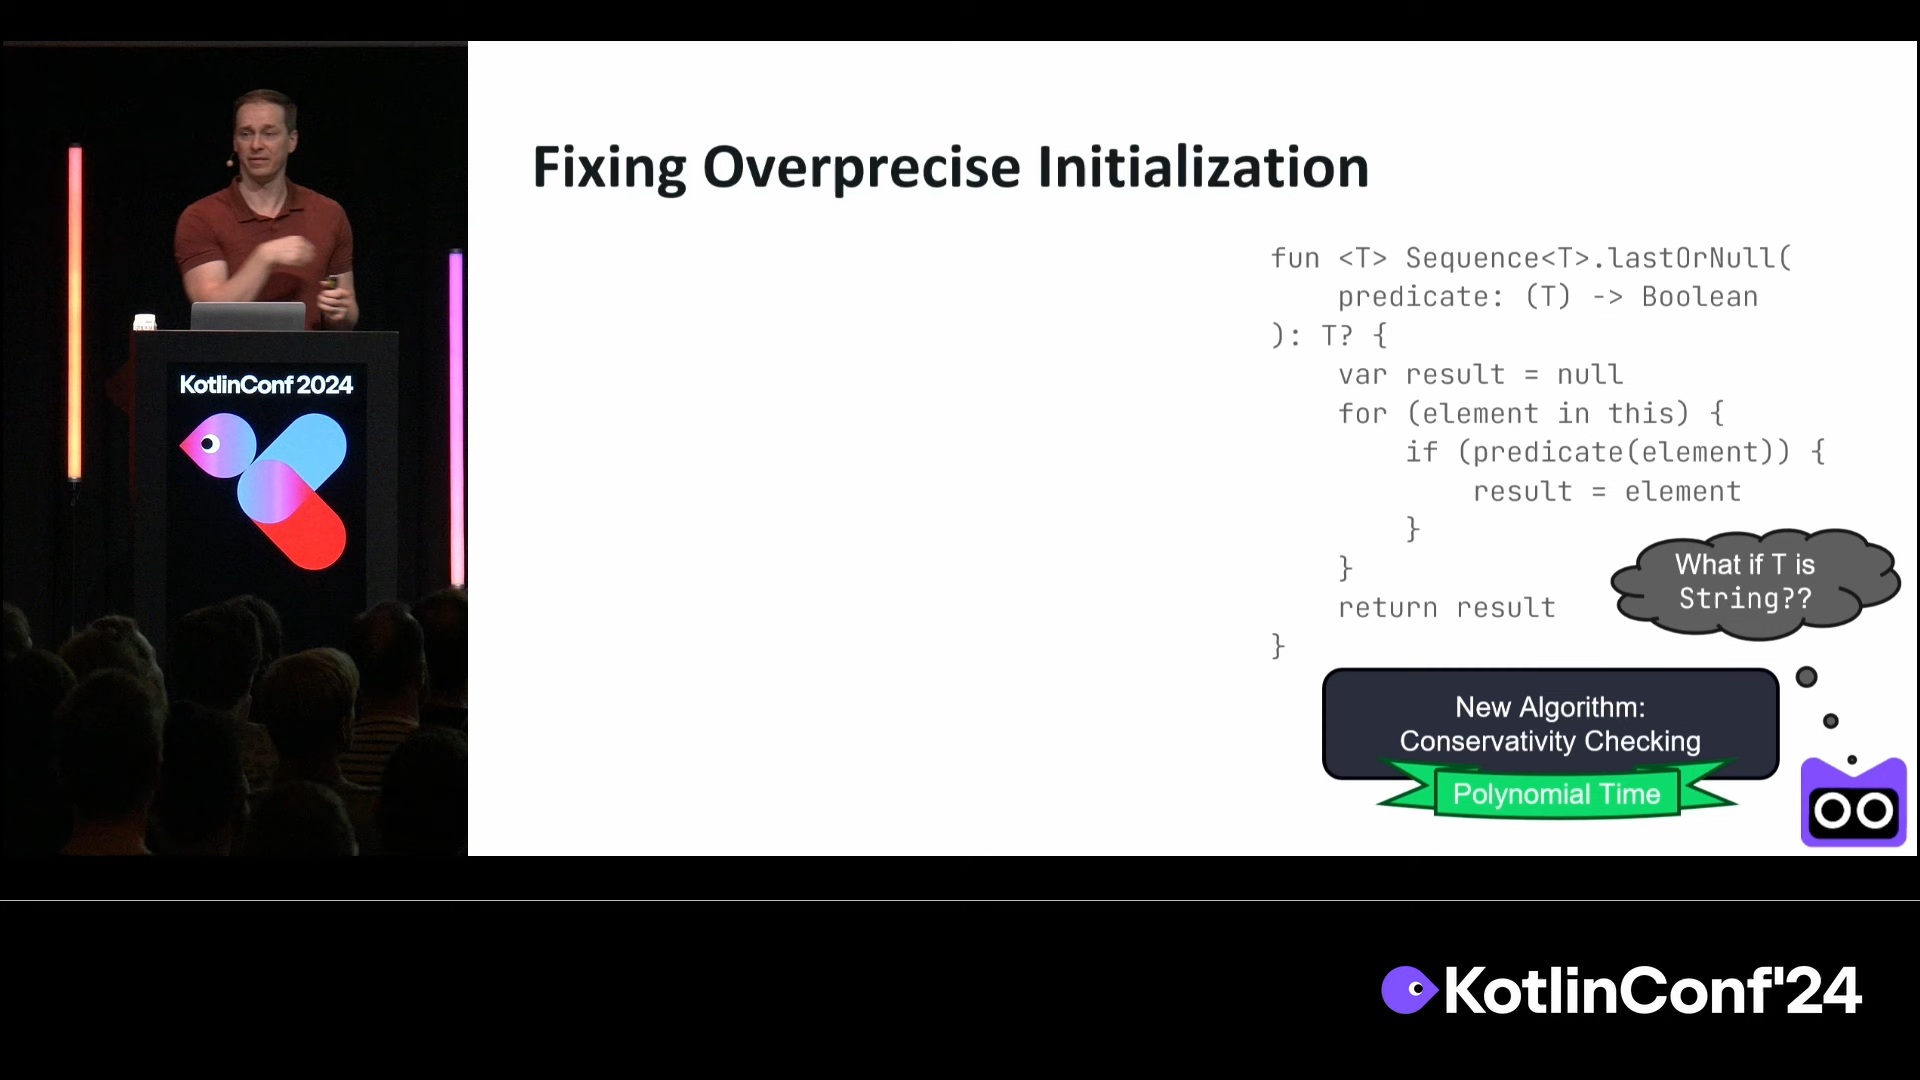 KotlinConf 2024
Fixing Overprecise Initialization
fun <T> Sequence<T>.lastOrNull(
    predicate: (T) -> Boolean
): T? {
    var result = null
    for (element in this) {
        if (predicate(element)) {
            result = element
        }
    }
    return result
}
What if T is
String??
New Algorithm:
Conservativity Checking
Polynomial Time
KotlinConf'24